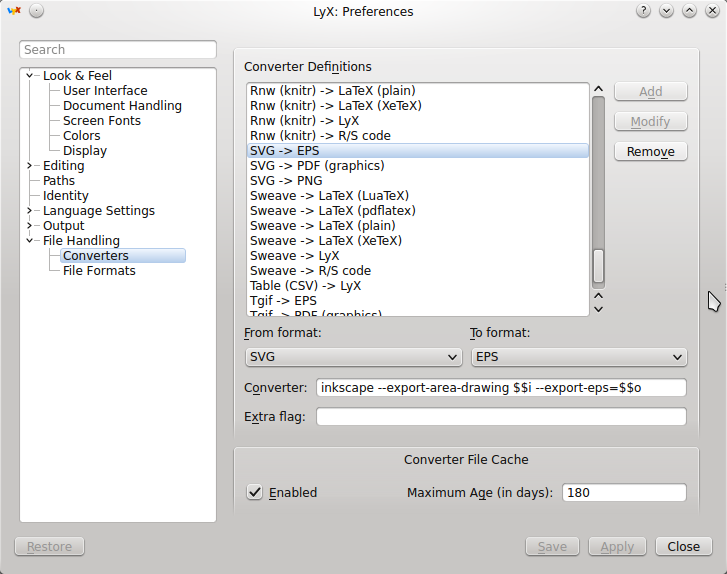 LyX: Preferences
Search
Look & Feel
User Interface
Document Handling
Screen Fonts
Colors
Display
Editing
Paths
Identity
Language Settings
Output
File Handling
Converters
File Formats
Converter Definitions
Rnw (knitr) -> LaTeX (plain)
Rnw (knitr) -> LaTeX (XeTeX)
Rnw (knitr) -> LyX
Rnw (knitr) -> R/S code
SVG -> EPS
SVG -> PDF (graphics)
SVG -> PNG
Sweave -> LaTeX (LuaTeX)
Sweave -> LaTeX (pdflatex)
Sweave -> LaTeX (plain)
Sweave -> LaTeX (XeTeX)
Sweave -> LyX
Sweave -> R/S code
Table (CSV) -> LyX
Tgif -> EPS
Tgif -> PDF (graphics)
Add
Modify
Remove
From format:
To format:
SVG
EPS
Converter:
inkscape --export-area-drawing $$i --export-eps=$$o
Extra flag:
Converter File Cache
Enabled
Maximum Age (in days):
180
Restore
Save
Apply
Close